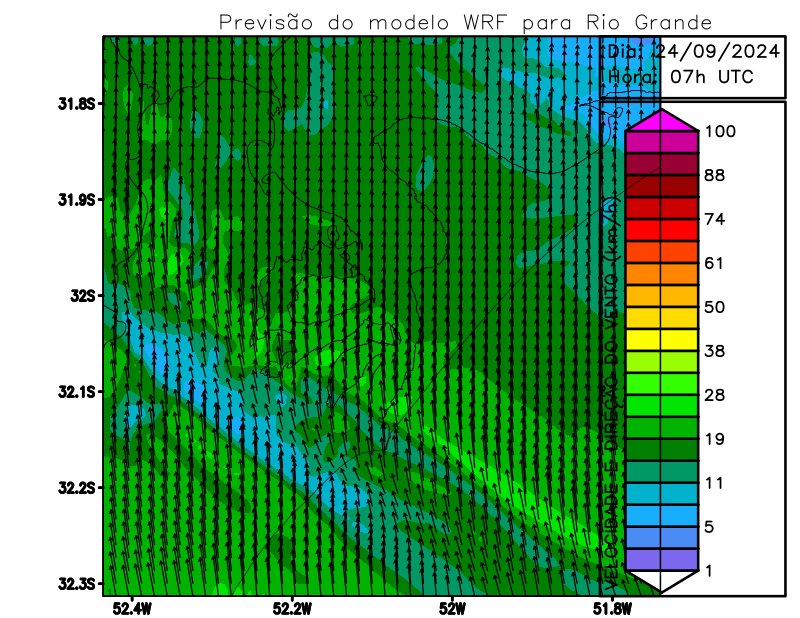 Previsão do modelo WRF para Rio Grande
Dia: 24/09/2024
Hora: 07h UTC
31.8S
31.9S
32S
32.1S
32.2S
32.3S
52.4W
52.2W
52W
51.8W
VELOCIDADE E DIREÇÃO DO VENTO (km/h)
100
88
74
61
50
38
28
19
11
5
1